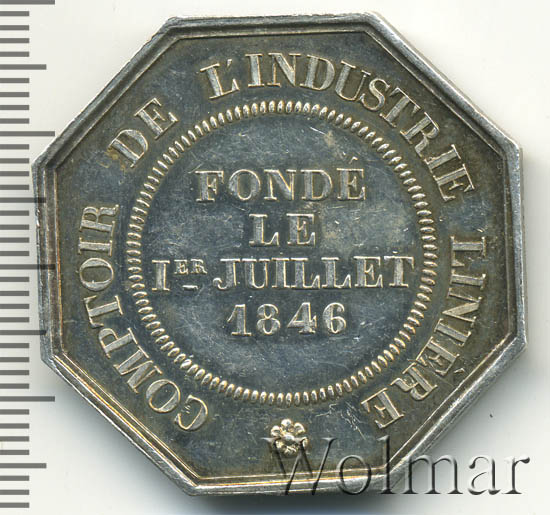 COMPTOIR DE L'INDUSTRIE LINIÈRE
FONDÉ
LE
1ER JUILLET
1846
Wolmar